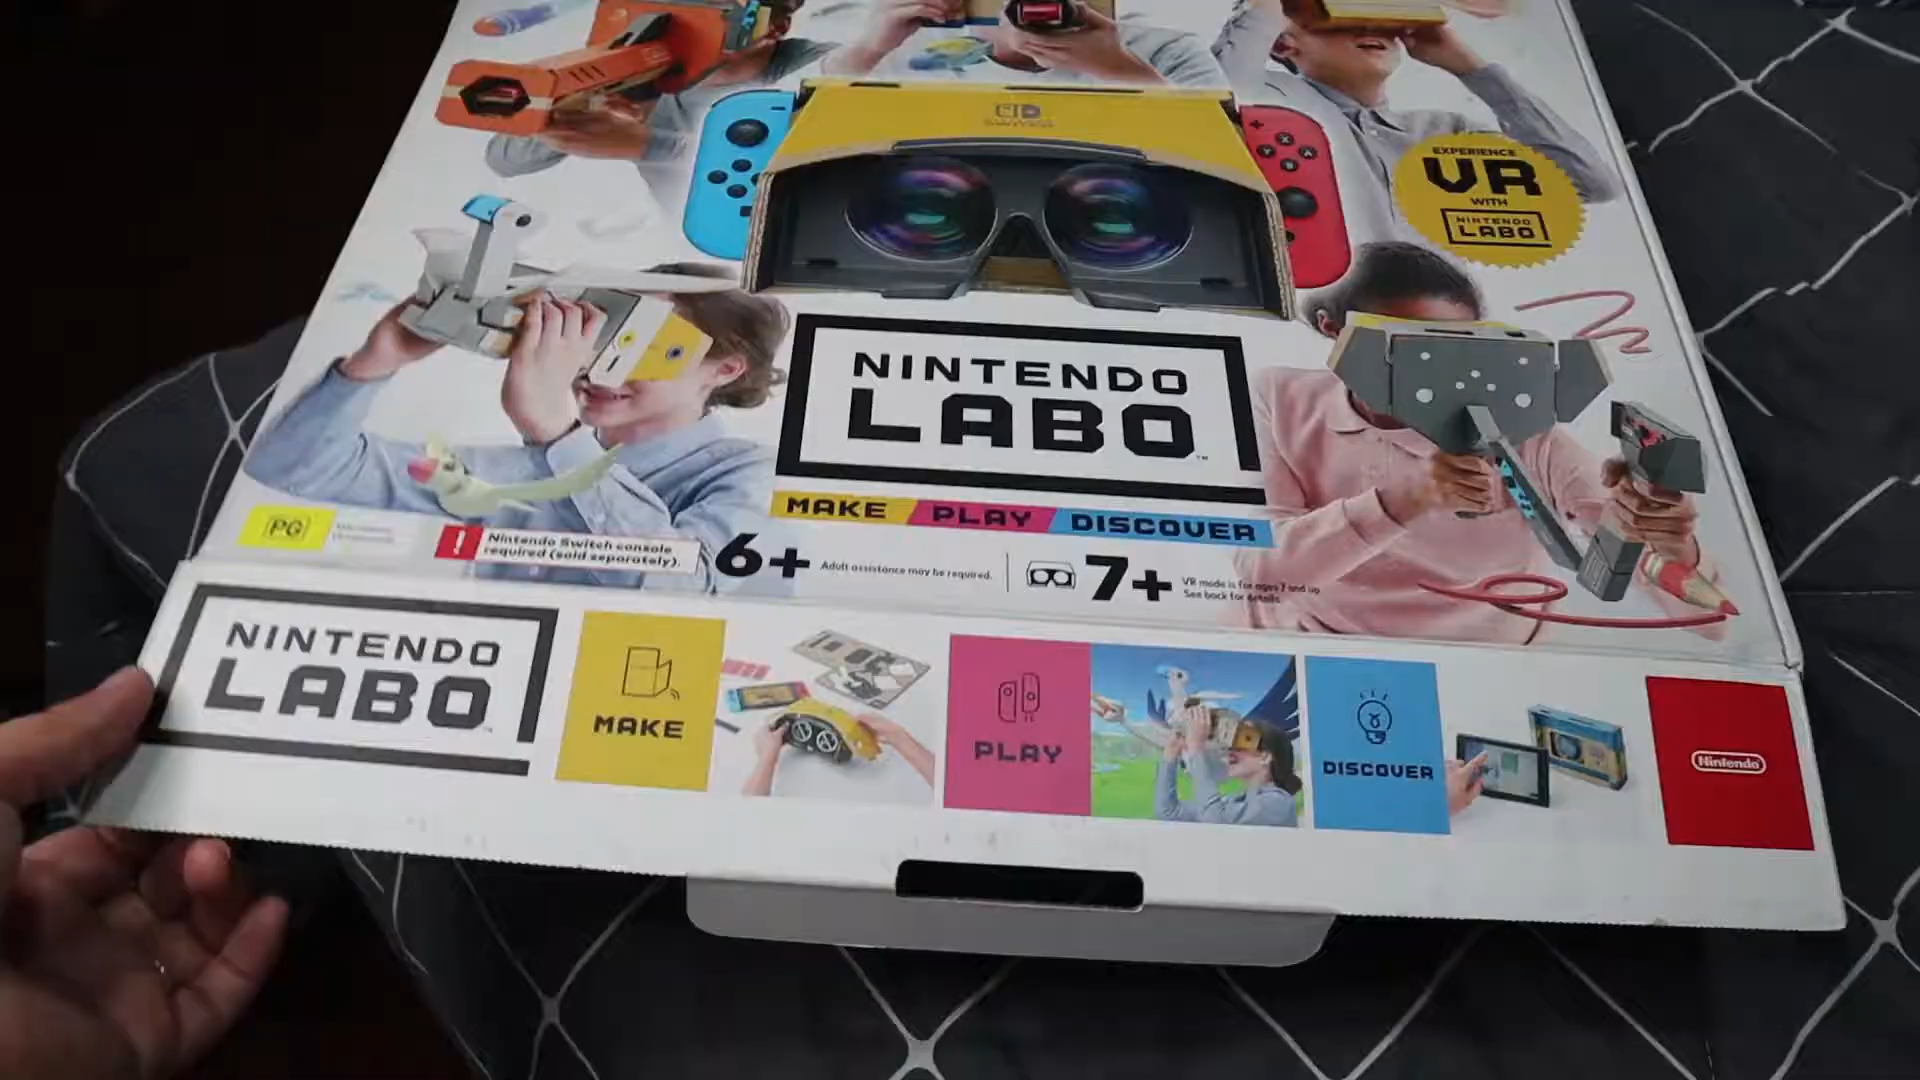 EXPERIENCE
VR
WITH
NINTENDO
LABO
NINTENDO
LABO
TM
MAKE PLAY DISCOVER
PG
! Nintendo Switch console
required (sold separately).
6+ Adult assistance may be required.
7+ VR mode is for ages 7 and up
See back for details
NINTENDO
LABO
MAKE
PLAY
DISCOVER
Nintendo
X
Y
A
B